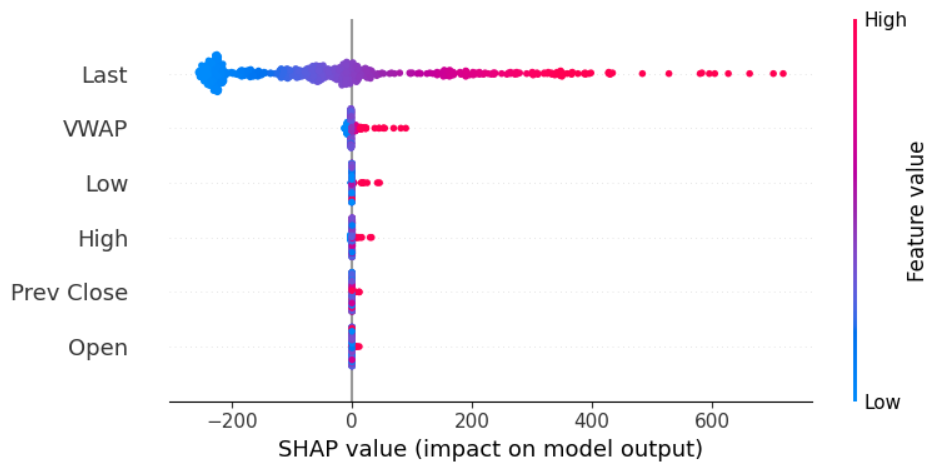 High
Last
VWAP
Low
High
Prev Close
Open
Feature value
Low
−200
0
200
400
600
SHAP value (impact on model output)